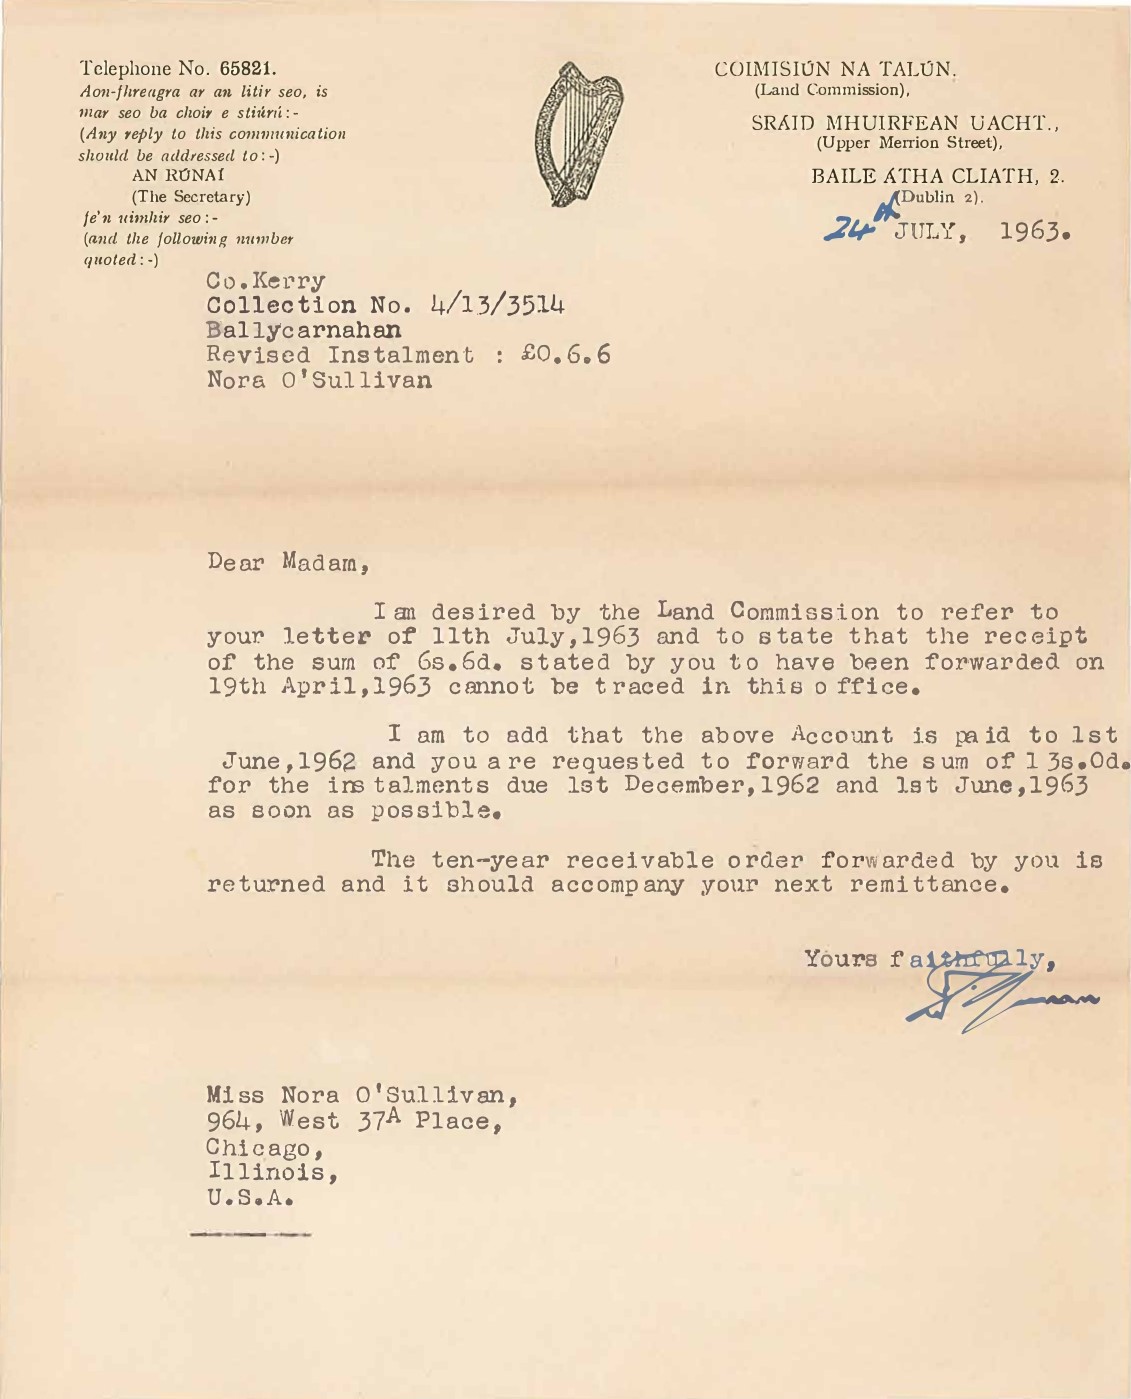 Telephone No. 65821.
Aon-fhreagra ar an litir seo, is
mar seo ba choir e stiúrú:-
(Any reply to this communication
should be addressed to:-)
AN RÚNAÍ
(The Secretary)
fe'n uimhir seo:-
(and the following number
quoted:-)
COIMISIÚN NA TALÚN.
(Land Commission),
SRÁID MHUIRFEAN UACHT.,
(Upper Merrion Street),
BAILE ÁTHA CLIATH, 2.
(Dublin 2).
24th JULY, 1963.
Co.Kerry
Collection No. 4/13/3514
Ballycarnahan
Revised Instalment : £0.6.6
Nora O'Sullivan
Dear Madam,
I am desired by the Land Commission to refer to
your letter of 11th July,1963 and to state that the receipt
of the sum of 6s.6d. stated by you to have been forwarded on
19th April,1963 cannot be traced in this office.
I am to add that the above Account is paid to 1st
June,1962 and you are requested to forward the sum of 13s.0d.
for the instalments due 1st December,1962 and 1st June,1963
as soon as possible.
The ten-year receivable order forwarded by you is
returned and it should accompany your next remittance.
Yours faithfully,
Miss Nora O'Sullivan,
964, West 37A Place,
Chicago,
Illinois,
U.S.A.